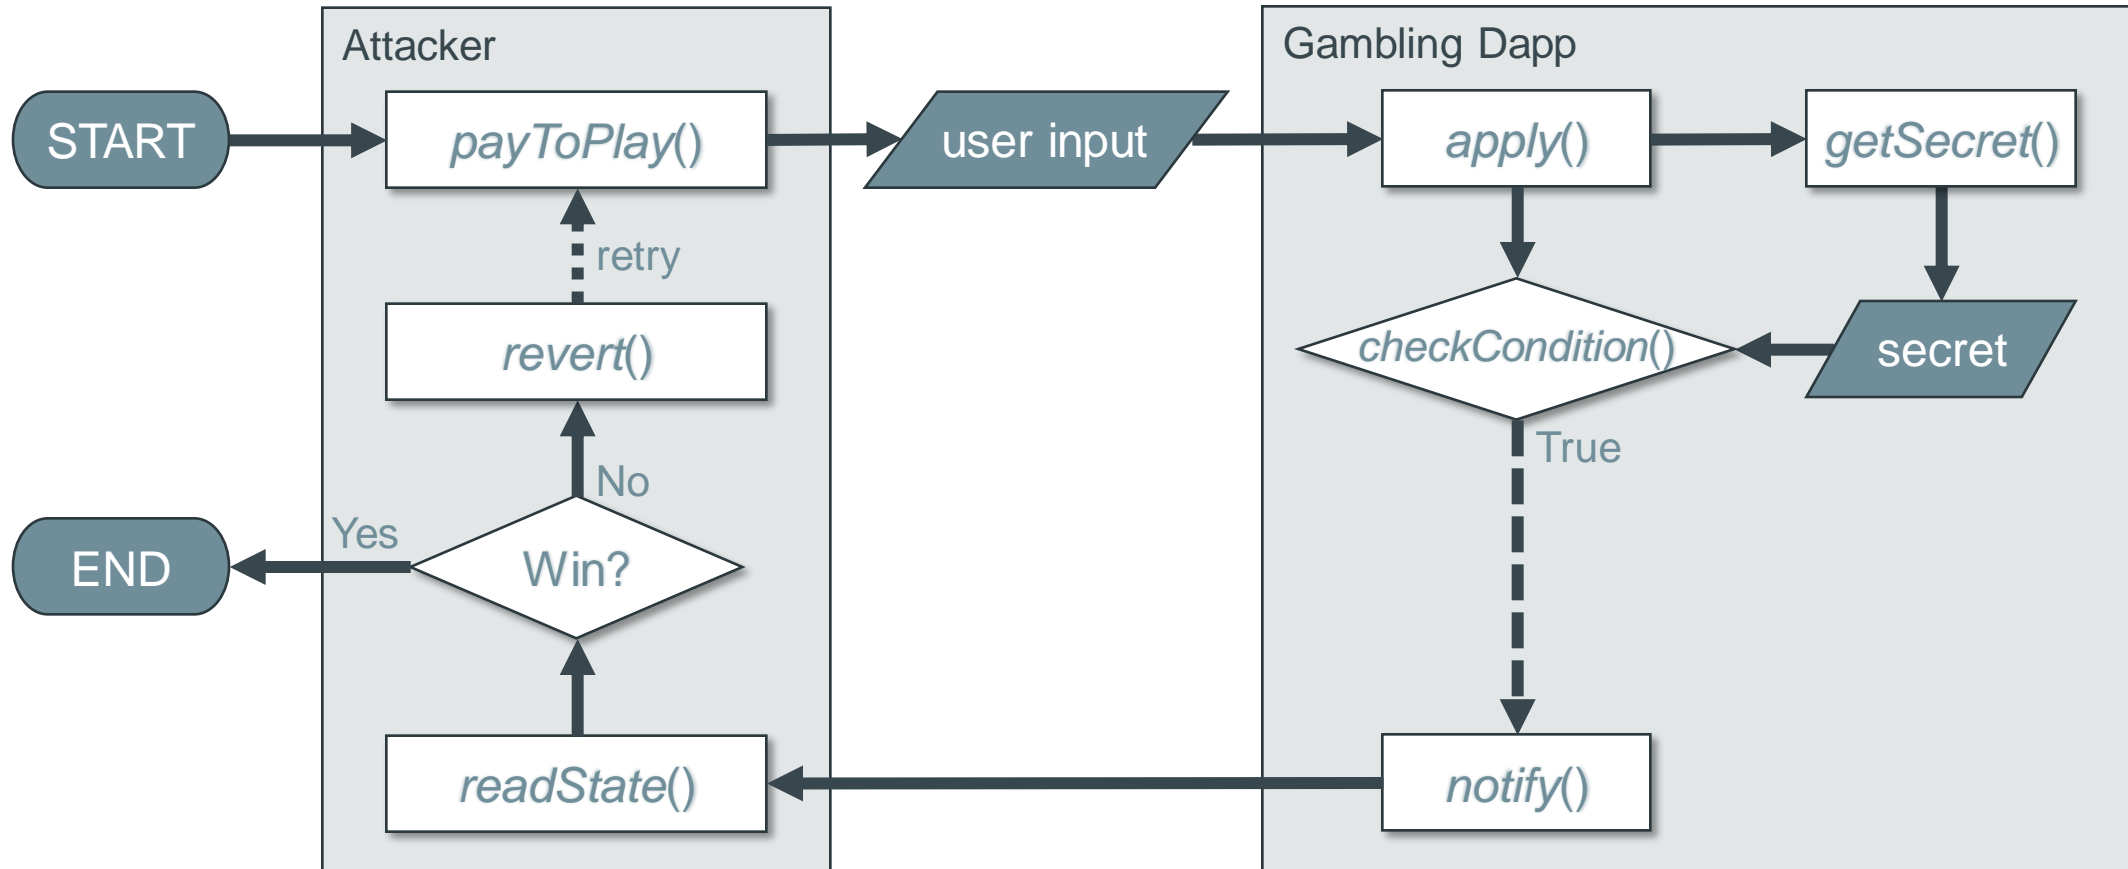 Attacker
Gambling Dapp
START
payToPlay()
user input
apply()
getSecret()
retry
revert()
checkCondition()
secret
True
No
Yes
END
Win?
readState()
notify()